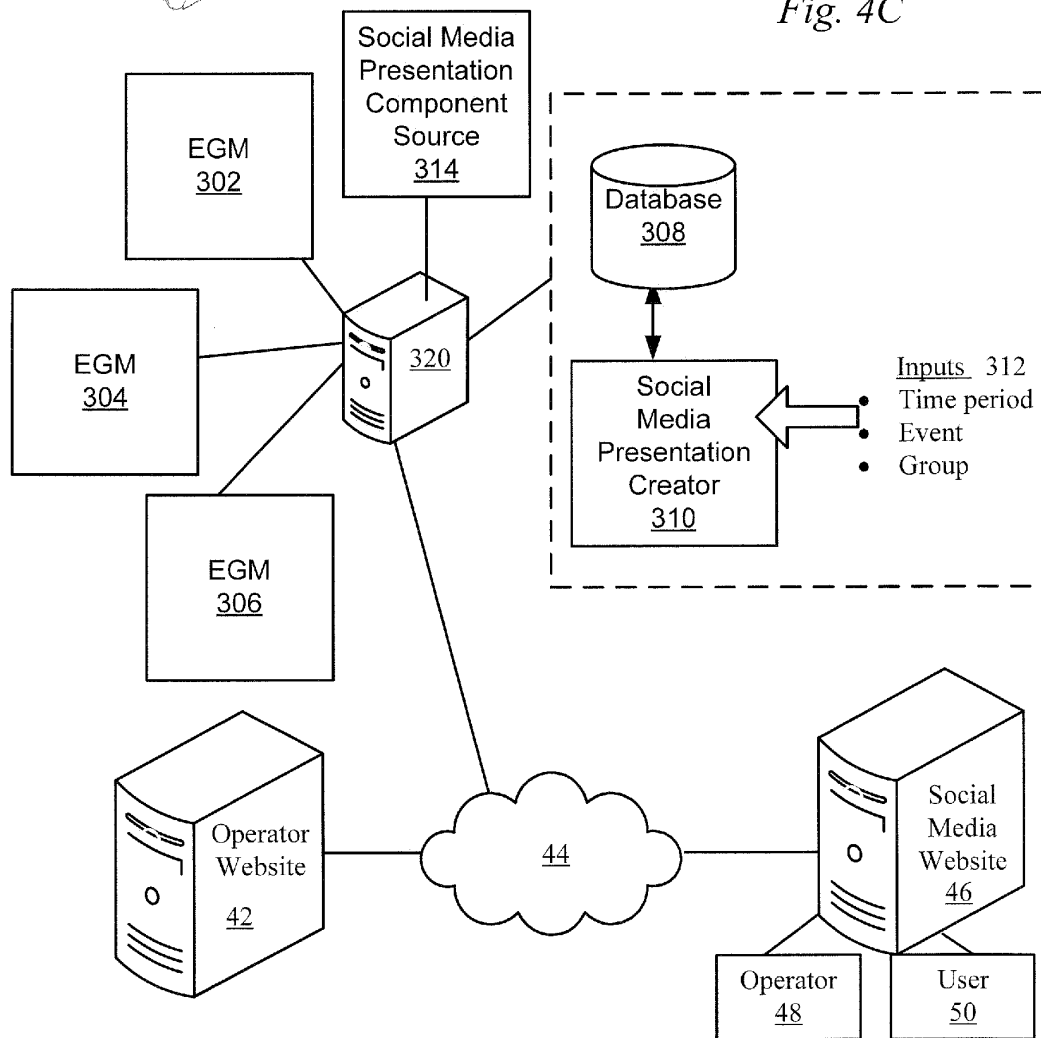 Fig. 4C
Social Media
Presentation
Component
Source
314
EGM
302
EGM
304
EGM
306
320
Database
308
Social
Media
Presentation
Creator
310
Inputs 312
• Time period
• Event
• Group
Operator
Website
42
44
Social
Media
Website
46
Operator
48
User
50